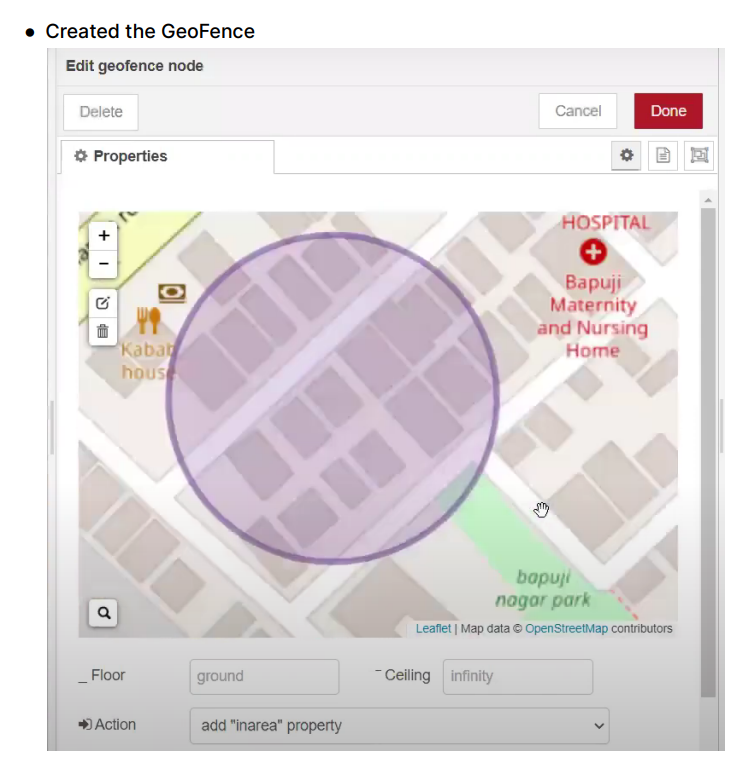 ● Created the GeoFence
Edit geofence node
Delete
Cancel
Done
Properties
+
−
HOSPITAL
Bapuji
Maternity
and Nursing
Home
Kabab
house
bapuji
nagar park
Leaflet | Map data © OpenStreetMap contributors
_ Floor
ground
¯ Ceiling
infinity
Action
add "inarea" property